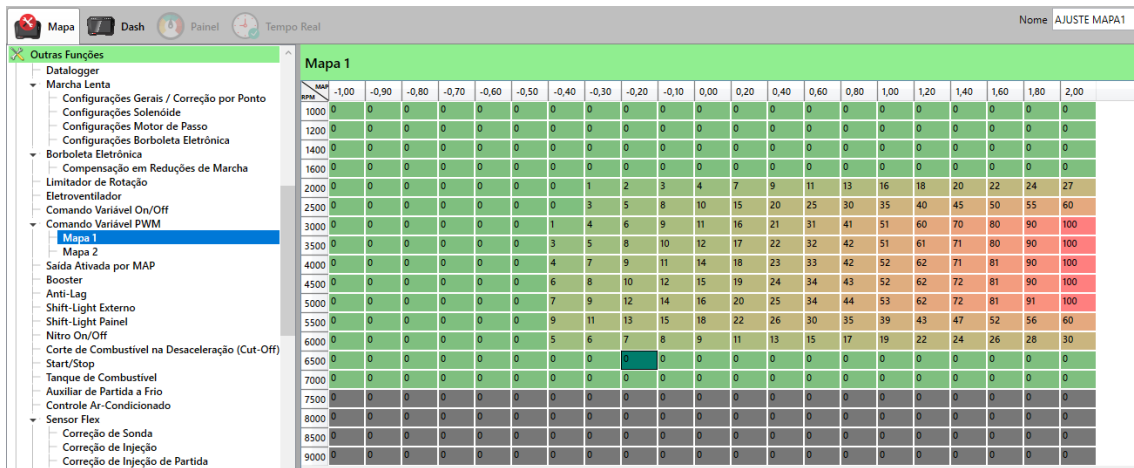 Mapa Dash Painel Tempo Real Nome AJUSTE MAPA1
Outras Funções
Datalogger
Marcha Lenta
Configurações Gerais / Correção por Ponto
Configurações Solenóide
Configurações Motor de Passo
Configurações Borboleta Eletrônica
Borboleta Eletrônica
Compensação em Reduções de Marcha
Limitador de Rotação
Eletroventilador
Comando Variável On/Off
Comando Variável PWM
Mapa 1
Mapa 2
Saída Ativada por MAP
Booster
Anti-Lag
Shift-Light Externo
Shift-Light Painel
Nitro On/Off
Corte de Combustível na Desaceleração (Cut-Off)
Start/Stop
Tanque de Combustível
Auxiliar de Partida a Frio
Controle Ar-Condicionado
Sensor Flex
Correção de Sonda
Correção de Injeção
Correção de Injeção de Partida
Mapa 1
MAP
RPM
-1,00 -0,90 -0,80 -0,70 -0,60 -0,50 -0,40 -0,30 -0,20 -0,10 0,00 0,20 0,40 0,60 0,80 1,00 1,20 1,40 1,60 1,80 2,00
1000 0 0 0 0 0 0 0 0 0 0 0 0 0 0 0 0 0 0 0 0 0
1200 0 0 0 0 0 0 0 0 0 0 0 0 0 0 0 0 0 0 0 0 0
1400 0 0 0 0 0 0 0 0 0 0 0 0 0 0 0 0 0 0 0 0 0
1600 0 0 0 0 0 0 0 0 0 0 0 0 0 0 0 0 0 0 0 0 0
2000 0 0 0 0 0 0 0 1 2 3 4 7 9 11 13 16 18 20 22 24 27
2500 0 0 0 0 0 0 0 3 5 8 10 15 20 25 30 35 40 45 50 55 60
3000 0 0 0 0 0 0 1 4 6 9 11 16 21 31 41 51 60 70 80 90 100
3500 0 0 0 0 0 0 3 5 8 10 12 17 22 32 42 51 61 71 80 90 100
4000 0 0 0 0 0 0 4 7 9 11 14 18 23 33 42 52 62 71 81 90 100
4500 0 0 0 0 0 0 6 8 10 12 15 19 24 34 43 52 62 72 81 90 100
5000 0 0 0 0 0 0 7 9 12 14 16 20 25 34 44 53 62 72 81 91 100
5500 0 0 0 0 0 0 9 11 13 15 18 22 26 30 35 39 43 47 52 56 60
6000 0 0 0 0 0 0 5 6 7 8 9 11 13 15 17 19 22 24 26 28 30
6500 0 0 0 0 0 0 0 0 0 0 0 0 0 0 0 0 0 0 0 0 0
7000 0 0 0 0 0 0 0 0 0 0 0 0 0 0 0 0 0 0 0 0 0
7500 0 0 0 0 0 0 0 0 0 0 0 0 0 0 0 0 0 0 0 0 0
8000 0 0 0 0 0 0 0 0 0 0 0 0 0 0 0 0 0 0 0 0 0
8500 0 0 0 0 0 0 0 0 0 0 0 0 0 0 0 0 0 0 0 0 0
9000 0 0 0 0 0 0 0 0 0 0 0 0 0 0 0 0 0 0 0 0 0